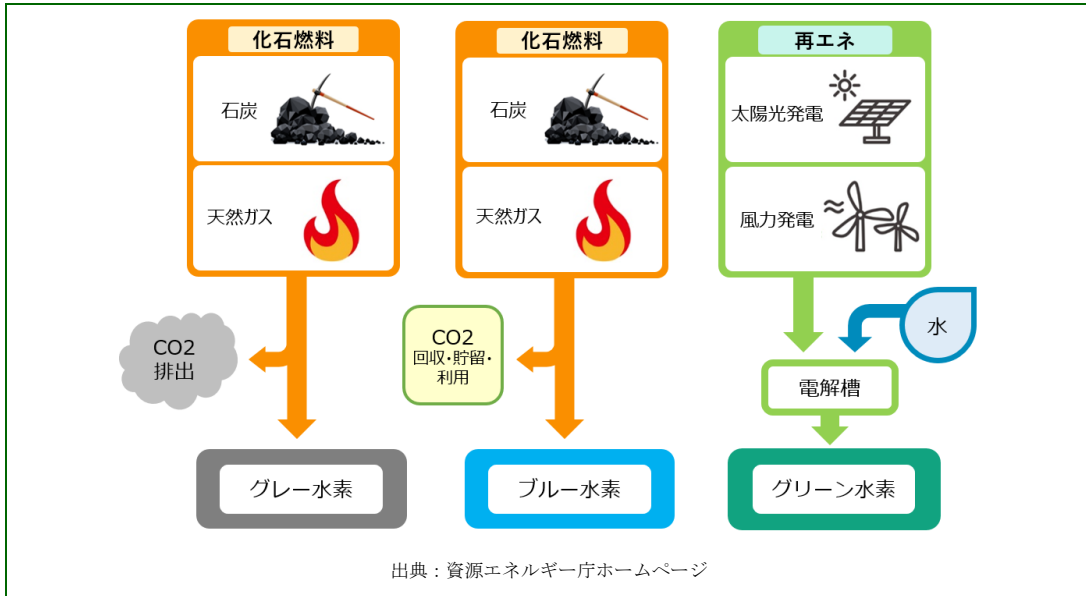 化石燃料
石炭
天然ガス
CO2
排出
グレー水素
化石燃料
石炭
天然ガス
CO2
回収・貯留・
利用
ブルー水素
再エネ
太陽光発電
風力発電
水
電解槽
グリーン水素
出典：資源エネルギー庁ホームページ